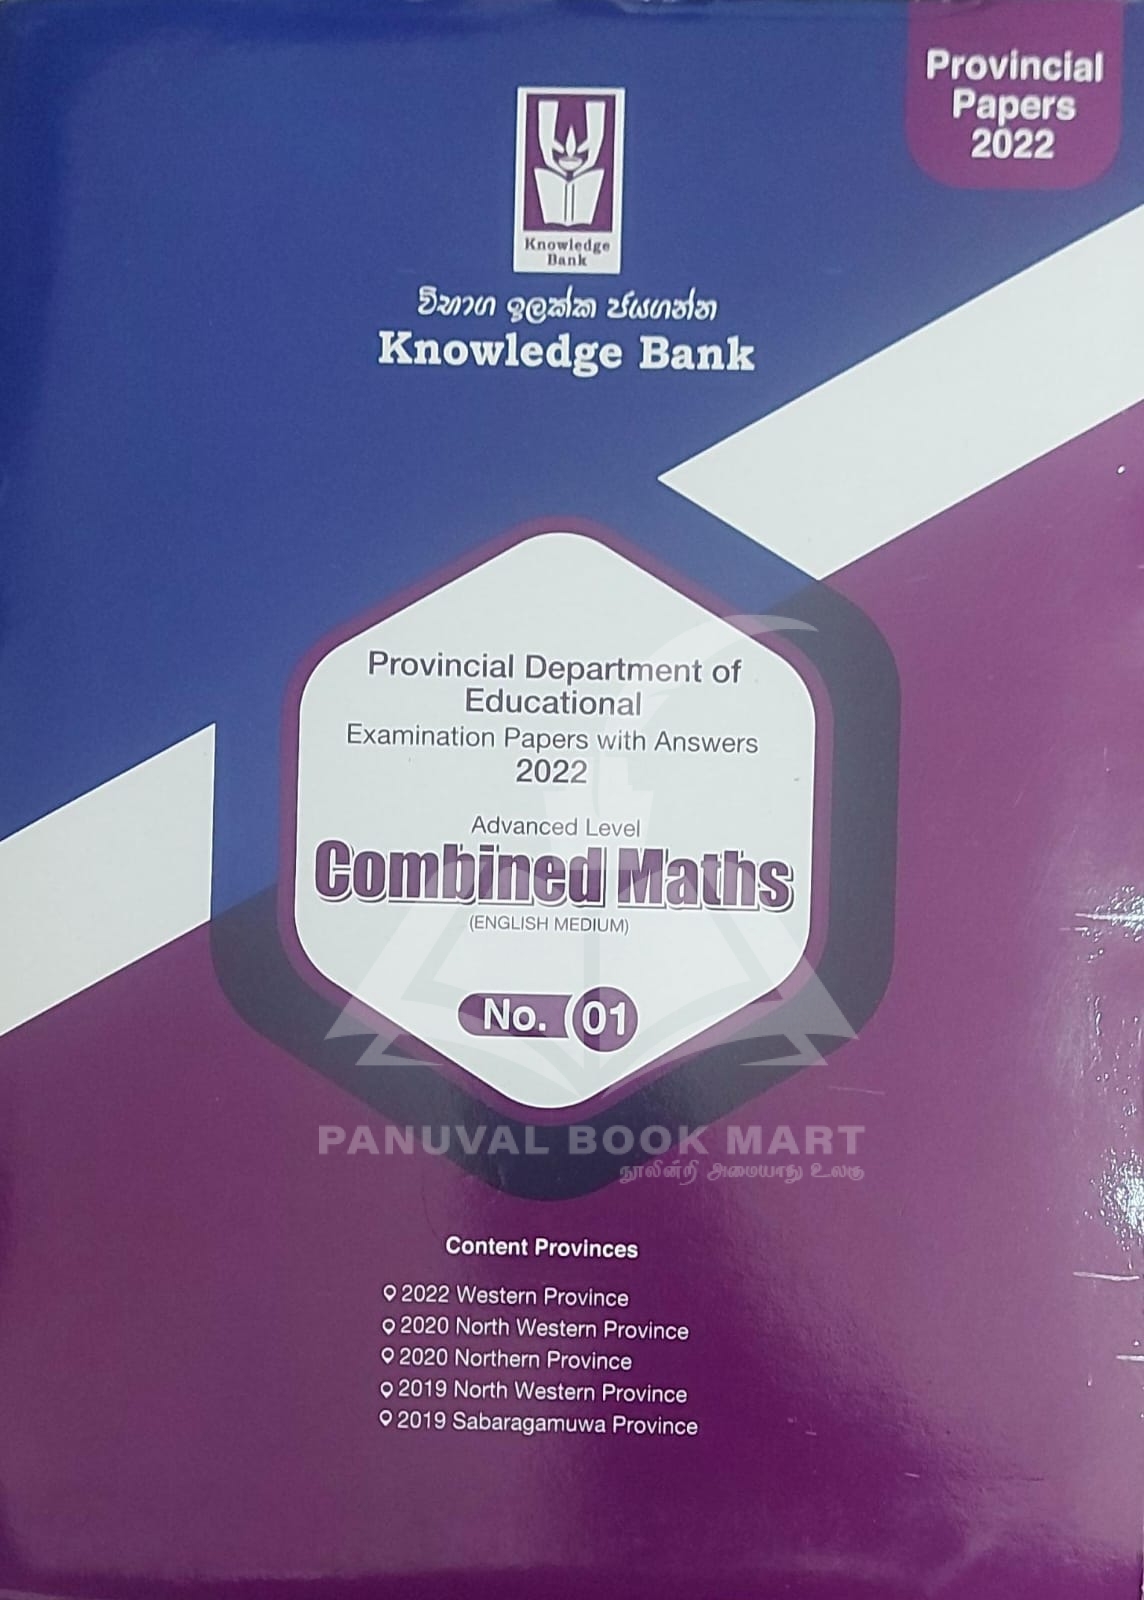 Provincial
Papers
2022
Knowledge
Bank
විභාග ඉලක්ක ජයගන්න
Knowledge Bank
Provincial Department of
Educational
Examination Papers with Answers
2022
Advanced Level
Combined Maths
(ENGLISH MEDIUM)
No. 01
PANUVAL BOOK MART
நூலின்றி அமையாது உலகு
Content Provinces
2022 Western Province
2020 North Western Province
2020 Northern Province
2019 North Western Province
2019 Sabaragamuwa Province